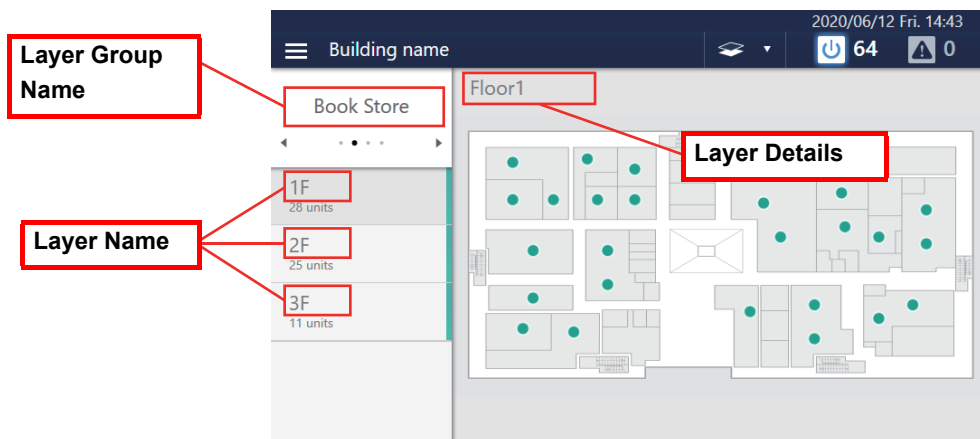 2020/06/12 Fri. 14:43
Building name
64
0
Layer Group
Name
Book Store
Floor1
Layer Details
1F
28 units
Layer Name
2F
25 units
3F
11 units